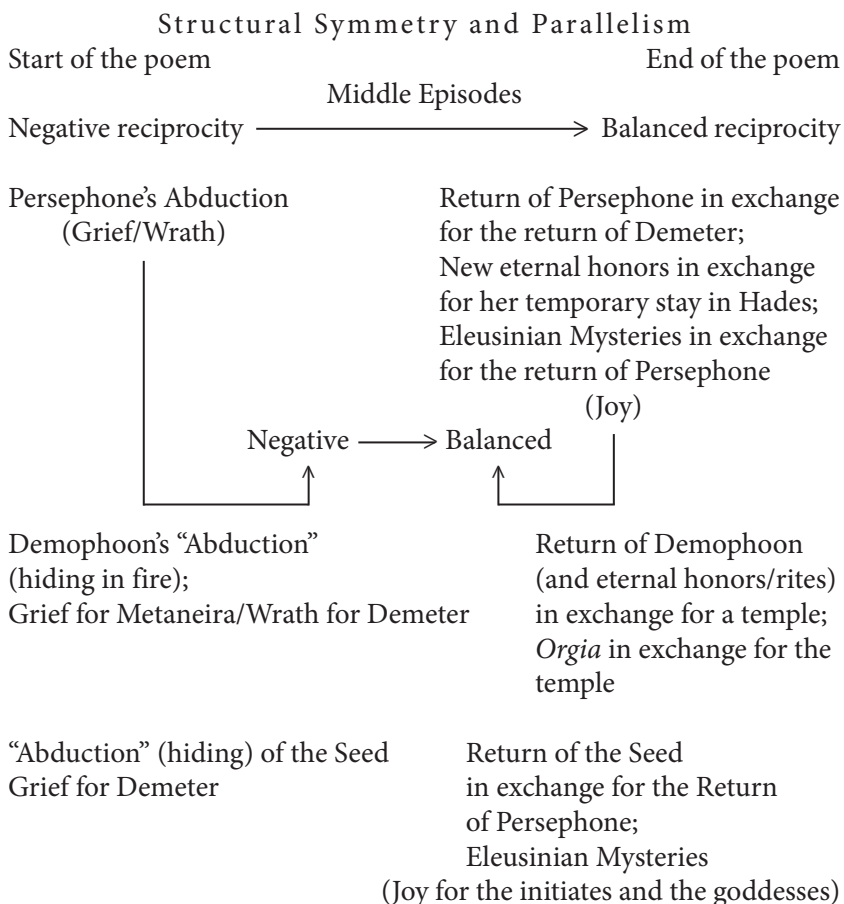 Structural Symmetry and Parallelism
Start of the poem End of the poem
Middle Episodes
Negative reciprocity Balanced reciprocity
Persephone’s Abduction
(Grief/Wrath)
Return of Persephone in exchange
for the return of Demeter;
New eternal honors in exchange
for her temporary stay in Hades;
Eleusinian Mysteries in exchange
for the return of Persephone
(Joy)
Negative Balanced
Demophoon’s “Abduction”
(hiding in fire);
Grief for Metaneira/Wrath for Demeter
Return of Demophoon
(and eternal honors/rites)
in exchange for a temple;
Orgia in exchange for the
temple
“Abduction” (hiding) of the Seed
Grief for Demeter
Return of the Seed
in exchange for the Return
of Persephone;
Eleusinian Mysteries
(Joy for the initiates and the goddesses)